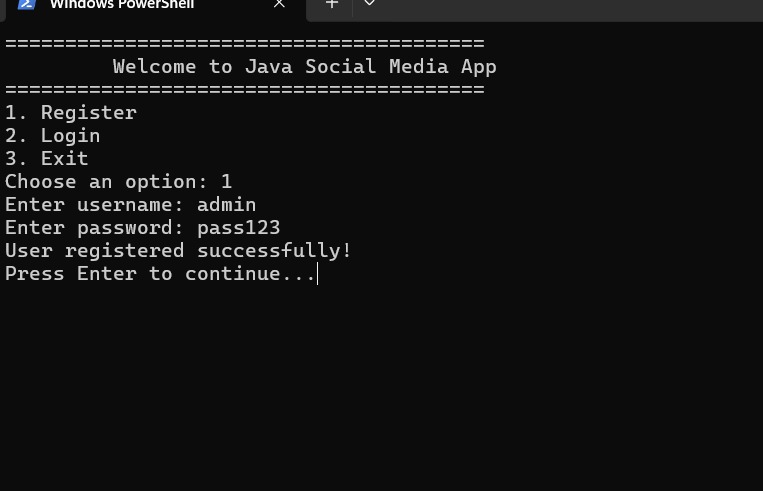 Windows PowerShell
========================================
Welcome to Java Social Media App
========================================
1. Register
2. Login
3. Exit
Choose an option: 1
Enter username: admin
Enter password: pass123
User registered successfully!
Press Enter to continue...